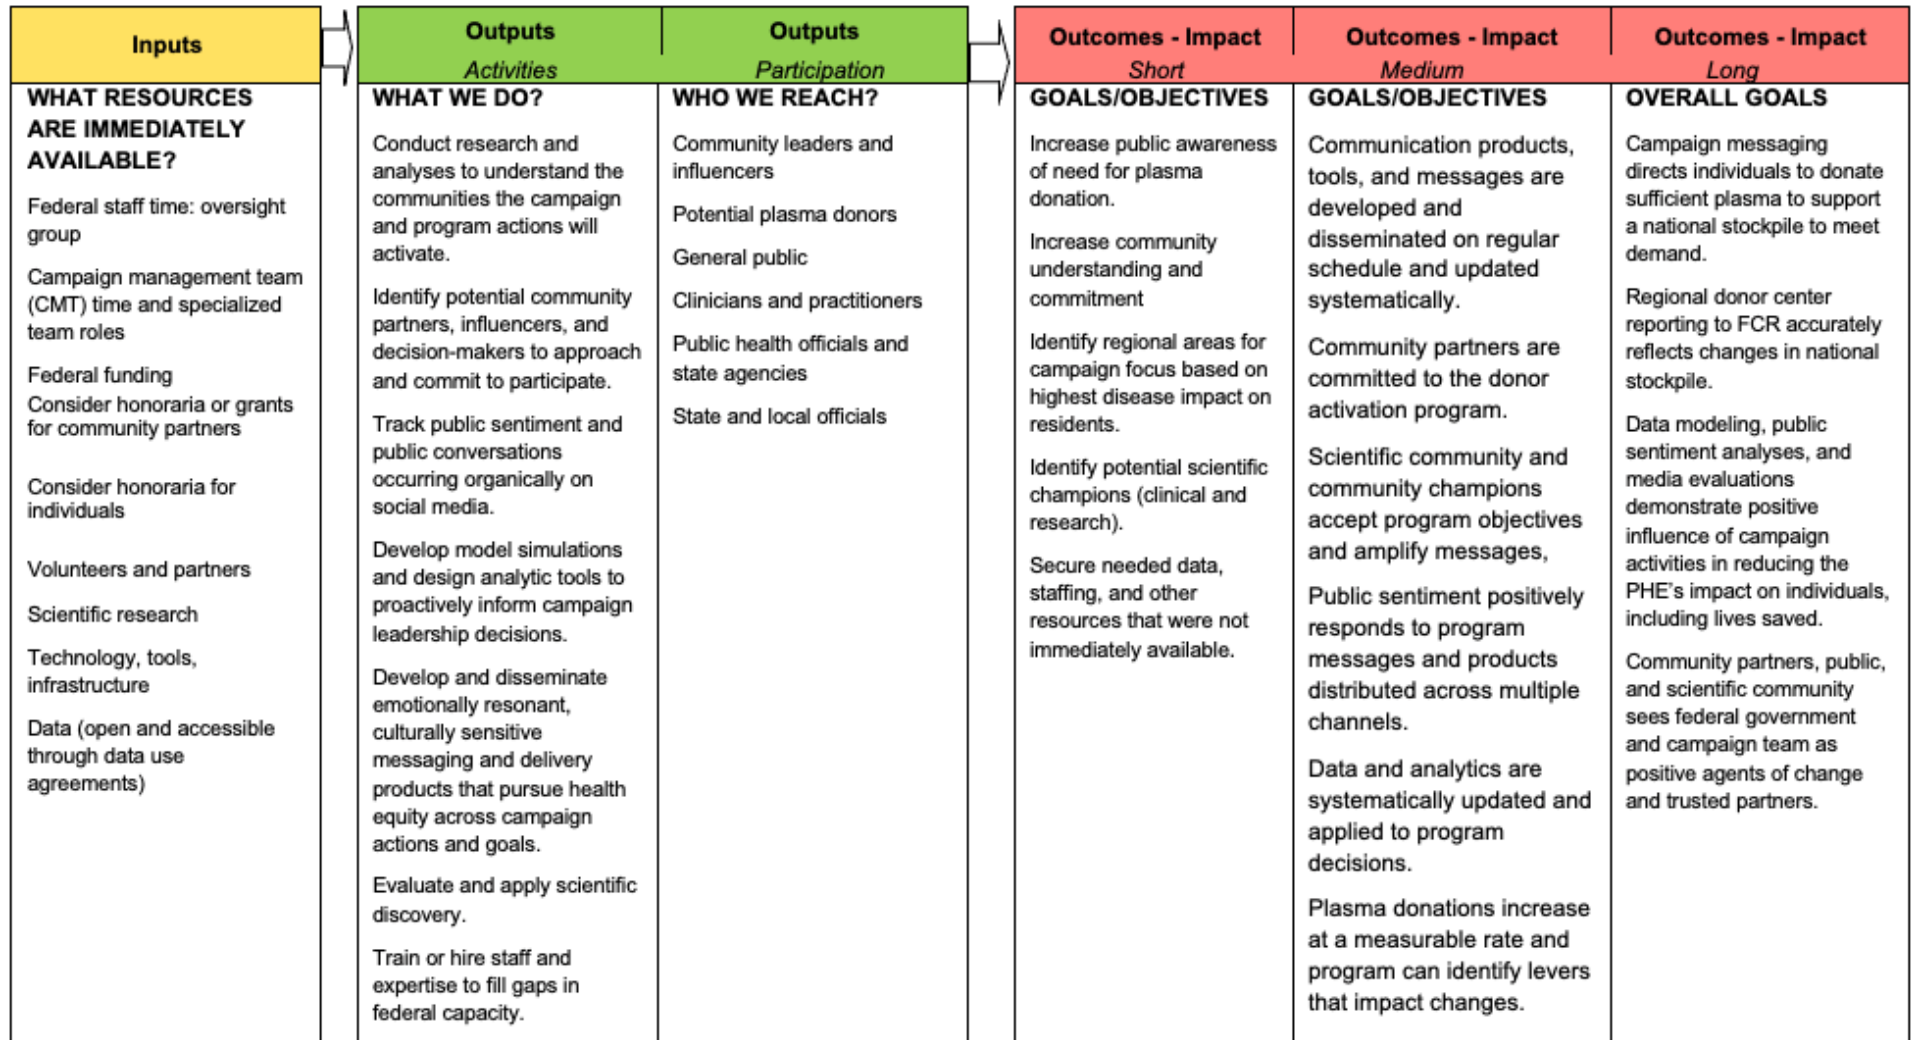 Inputs
WHAT RESOURCES
ARE IMMEDIATELY
AVAILABLE?
Federal staff time: oversight
group
Campaign management team
(CMT) time and specialized
team roles
Federal funding
Consider honoraria or grants
for community partners
Consider honoraria for
individuals
Volunteers and partners
Scientific research
Technology, tools,
infrastructure
Data (open and accessible
through data use
agreements)
Outputs
Activities
WHAT WE DO?
Conduct research and
analyses to understand the
communities the campaign
and program actions will
activate.
Identify potential community
partners, influencers, and
decision-makers to approach
and commit to participate.
Track public sentiment and
public conversations
occurring organically on
social media.
Develop model simulations
and design analytic tools to
proactively inform campaign
leadership decisions.
Develop and disseminate
emotionally resonant,
culturally sensitive
messaging and delivery
products that pursue health
equity across campaign
actions and goals.
Evaluate and apply scientific
discovery.
Train or hire staff and
expertise to fill gaps in
federal capacity.
Outputs
Participation
WHO WE REACH?
Community leaders and
influencers
Potential plasma donors
General public
Clinicians and practitioners
Public health officials and
state agencies
State and local officials
Outcomes - Impact
Short
GOALS/OBJECTIVES
Increase public awareness
of need for plasma
donation.
Increase community
understanding and
commitment
Identify regional areas for
campaign focus based on
highest disease impact on
residents.
Identify potential scientific
champions (clinical and
research).
Secure needed data,
staffing, and other
resources that were not
immediately available.
Outcomes - Impact
Medium
GOALS/OBJECTIVES
Communication products,
tools, and messages are
developed and
disseminated on regular
schedule and updated
systematically.
Community partners are
committed to the donor
activation program.
Scientific community and
community champions
accept program objectives
and amplify messages,
Public sentiment positively
responds to program
messages and products
distributed across multiple
channels.
Data and analytics are
systematically updated and
applied to program
decisions.
Plasma donations increase
at a measurable rate and
program can identify levers
that impact changes.
Outcomes - Impact
Long
OVERALL GOALS
Campaign messaging
directs individuals to donate
sufficient plasma to support
a national stockpile to meet
demand.
Regional donor center
reporting to FCR accurately
reflects changes in national
stockpile.
Data modeling, public
sentiment analyses, and
media evaluations
demonstrate positive
influence of campaign
activities in reducing the
PHE's impact on individuals,
including lives saved.
Community partners, public,
and scientific community
sees federal government
and campaign team as
positive agents of change
and trusted partners.